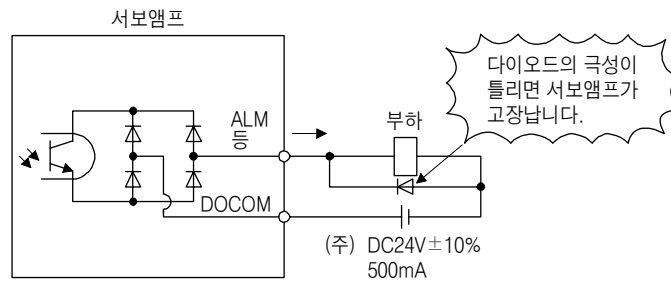 서보앰프
다이오드의 극성이
틀리면 서보앰프가
고장납니다.
ALM
등
부하
DOCOM
(주) DC24V±10%
500mA